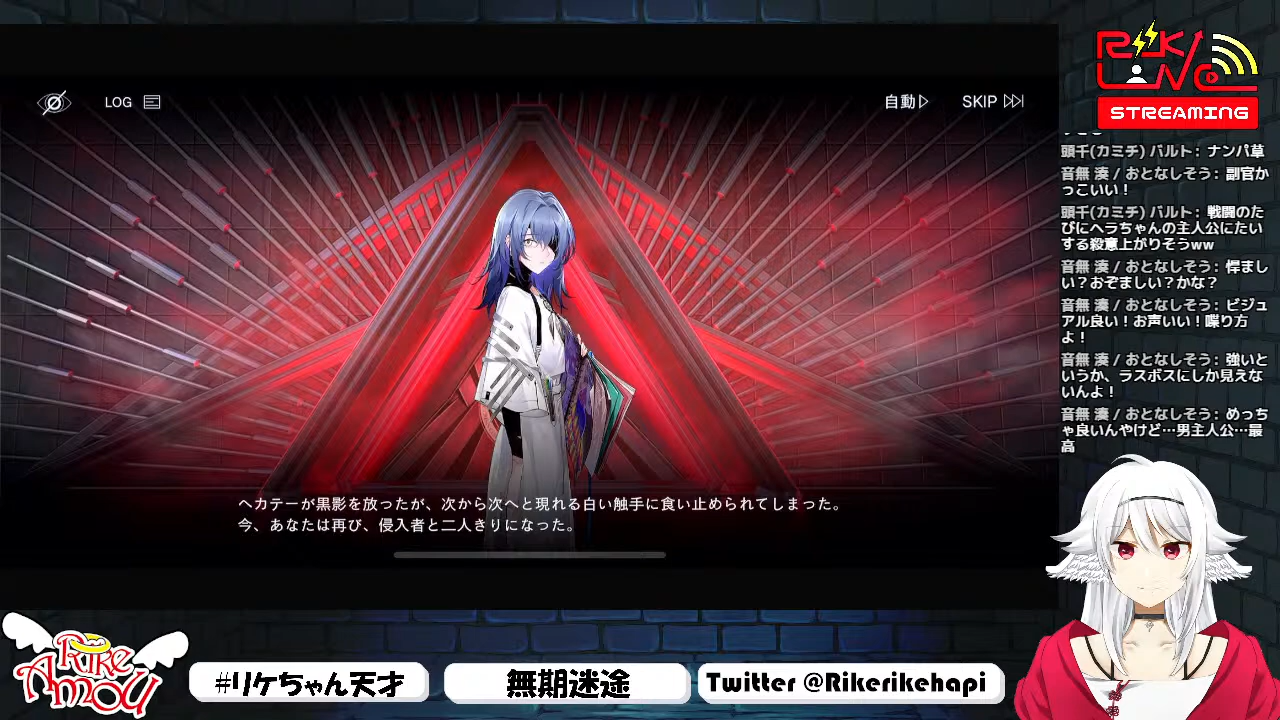 LOG
自動
SKIP
RIKE LIVE
STREAMING
頭千(カミチ) バルト: ナンパ草
音無 湊 / おとなしそう: 副官か
っこいい!
頭千(カミチ) バルト: 戦闘のた
びにヘラちゃんの主人公にたい
する殺意上がりそうww
音無 湊 / おとなしそう: 悍まし
い?おぞましい?かな?
音無 湊 / おとなしそう: ビジュ
アル良い!お声いい!喋り方
よ!
音無 湊 / おとなしそう: 強いと
いうか、ラスボスにしか見えな
いんよ!
音無 湊 / おとなしそう: めっち
ゃ良いんやけど…男主人公…最
高
ヘカテーが黒影を放ったが、次から次へと現れる白い触手に食い止められてしまった。
今、あなたは再び、侵入者と二人きりになった。
Rike
Amou
#リケちゃん天才
無期迷途
Twitter @Rikerikehapi